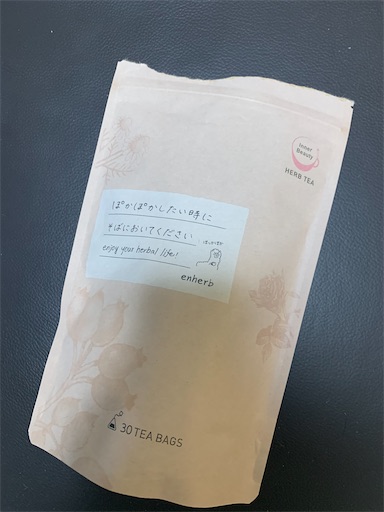 Inner
Beauty
HERB TEA
ぽかぽかしたい時に
そばにおいてください
enjoy your herbal life!
enherb
30 TEA BAGS